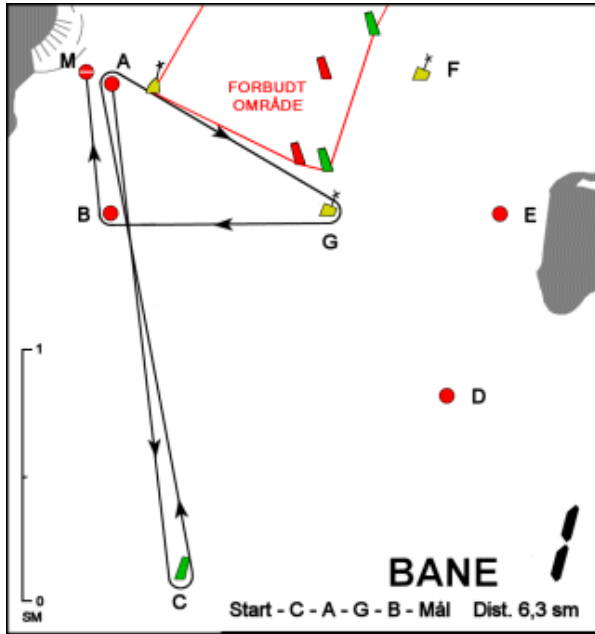 M
A
F
FORBUDT
OMRÅDE
B
G
E
1
D
0
SM
C
BANE 1
Start - C - A - G - B - Mål Dist. 6,3 sm